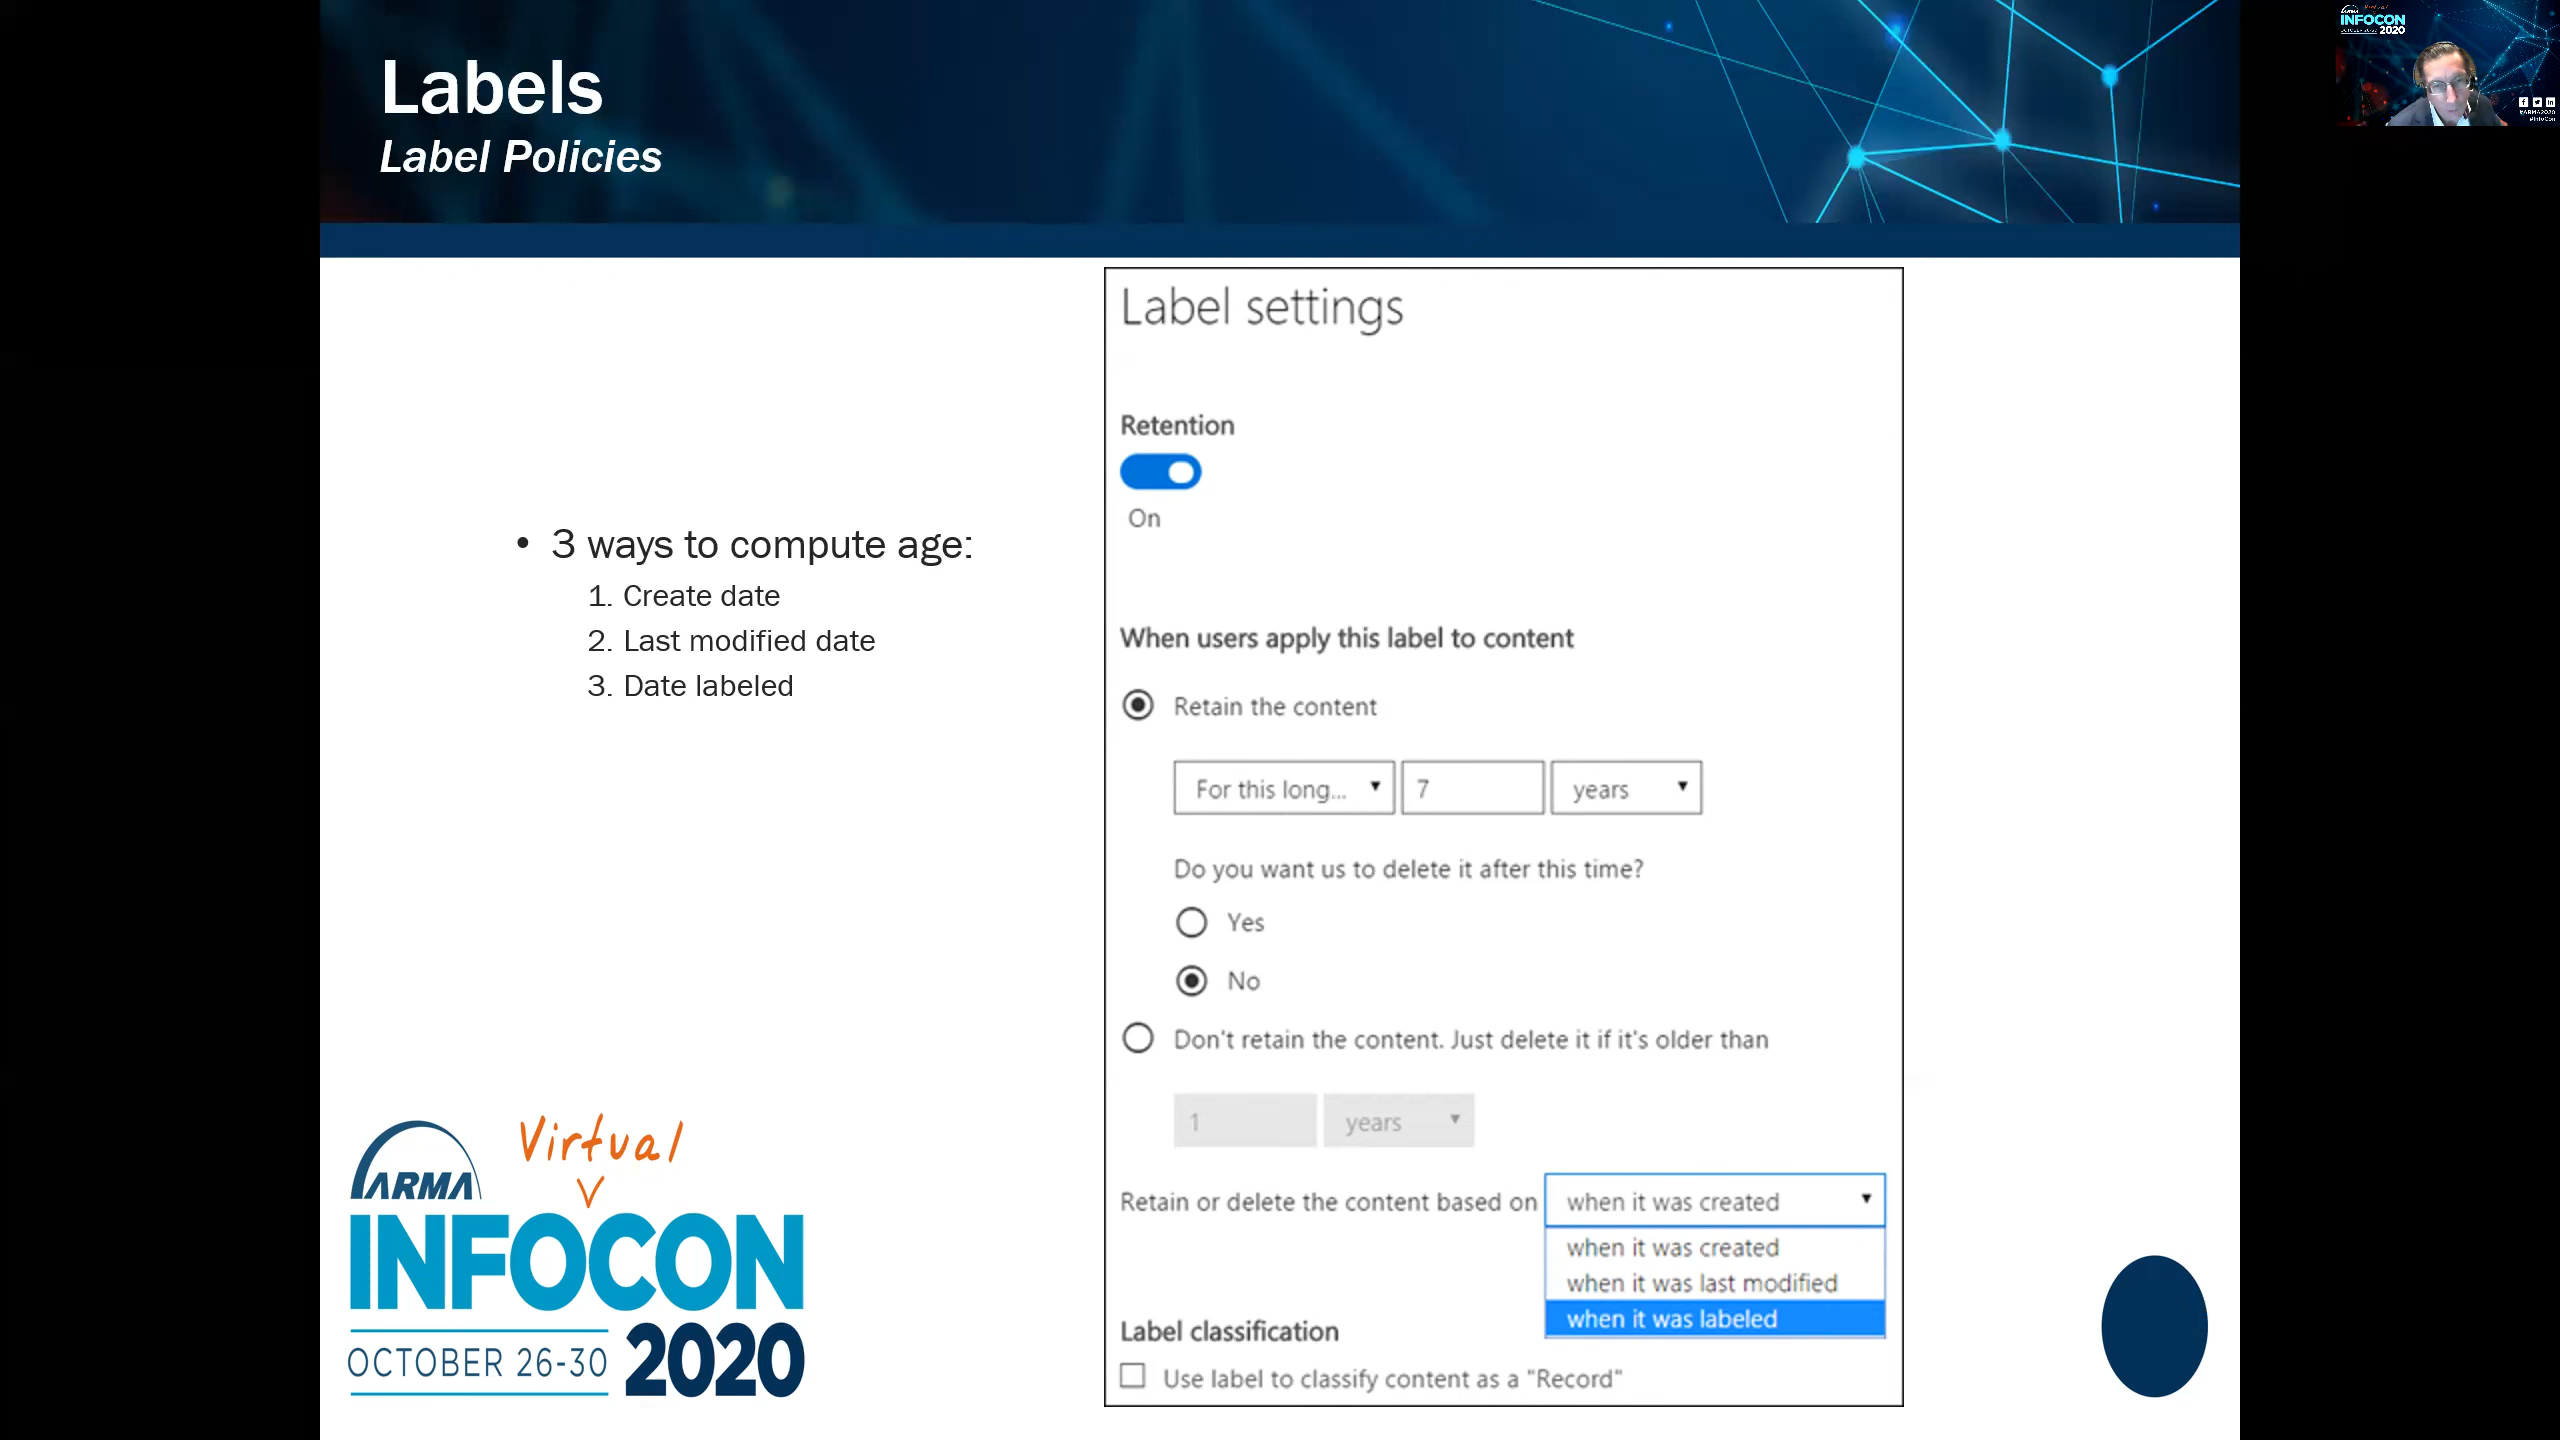 Labels
Label Policies
INFOCON
2020
#ARMA2020
#InfoCon
• 3 ways to compute age:
1. Create date
2. Last modified date
3. Date labeled
Label settings
Retention
On
When users apply this label to content
Retain the content
For this long... 7 years
Do you want us to delete it after this time?
Yes
No
Don't retain the content. Just delete it if it's older than
1 years
Retain or delete the content based on when it was created
when it was created
when it was last modified
when it was labeled
Label classification
Use label to classify content as a "Record"
ARMA
Virtual
INFOCON
OCTOBER 26-30 2020